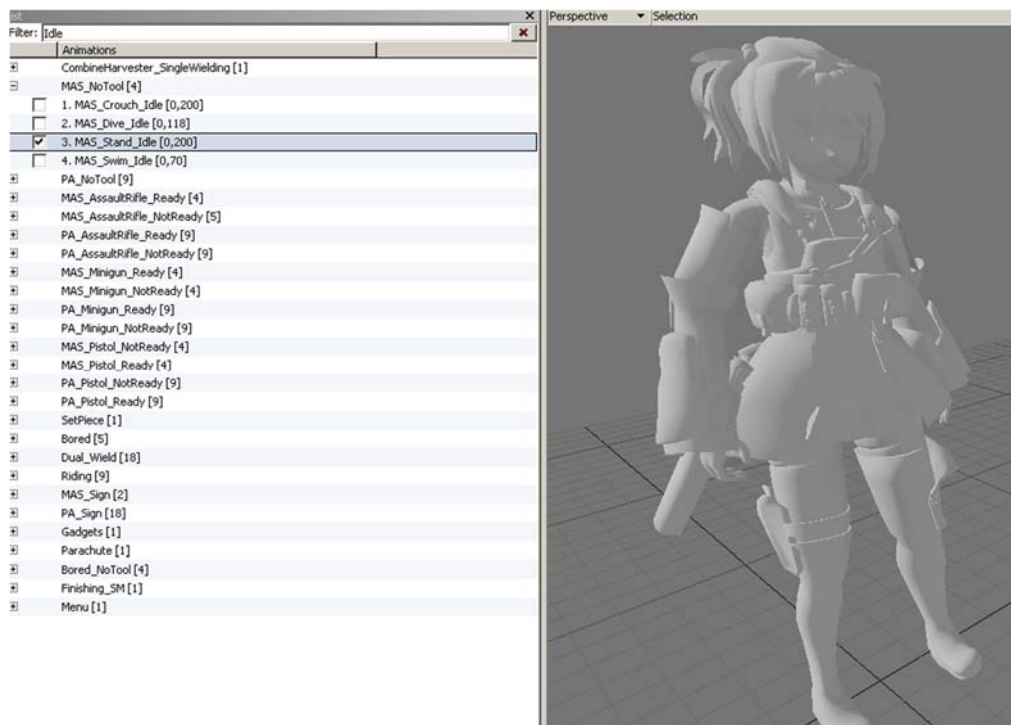 ist
Perspective Selection
Filter: Idle
Animations
CombineHarvester_SingleWielding [1]
MAS_NoTool [4]
1. MAS_Crouch_Idle [0,200]
2. MAS_Dive_Idle [0,118]
3. MAS_Stand_Idle [0,200]
4. MAS_Swim_Idle [0,70]
PA_NoTool [9]
MAS_AssaultRifle_Ready [4]
MAS_AssaultRifle_NotReady [5]
PA_AssaultRifle_Ready [9]
PA_AssaultRifle_NotReady [9]
MAS_Minigun_Ready [4]
MAS_Minigun_NotReady [4]
PA_Minigun_Ready [9]
PA_Minigun_NotReady [9]
MAS_Pistol_NotReady [4]
MAS_Pistol_Ready [4]
PA_Pistol_NotReady [9]
PA_Pistol_Ready [9]
SetPiece [1]
Bored [5]
Dual_Wield [18]
Riding [9]
MAS_Sign [2]
PA_Sign [18]
Gadgets [1]
Parachute [1]
Bored_NoTool [4]
Finishing_SM [1]
Menu [1]